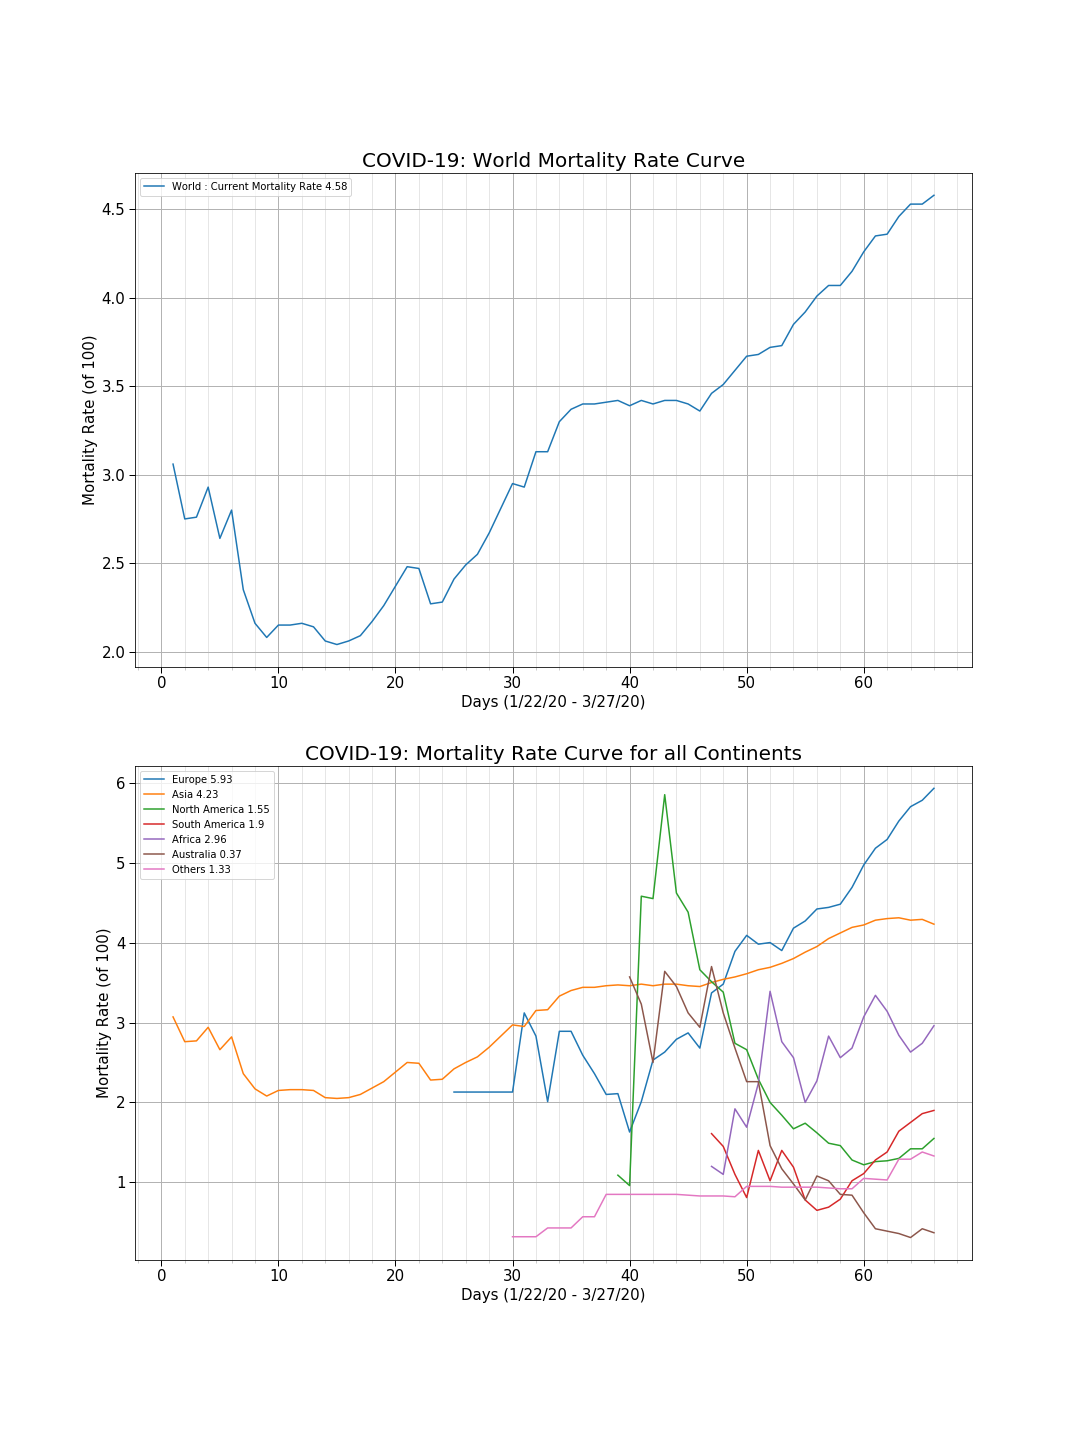 COVID-19: World Mortality Rate Curve
World : Current Mortality Rate 4.58
4.5
4.0
3.5
3.0
2.5
2.0
Mortality Rate (of 100)
0 10 20 30 40 50 60
Days (1/22/20 - 3/27/20)
COVID-19: Mortality Rate Curve for all Continents
Europe 5.93
Asia 4.23
North America 1.55
South America 1.9
Africa 2.96
Australia 0.37
Others 1.33
6
5
4
3
2
1
Mortality Rate (of 100)
0 10 20 30 40 50 60
Days (1/22/20 - 3/27/20)